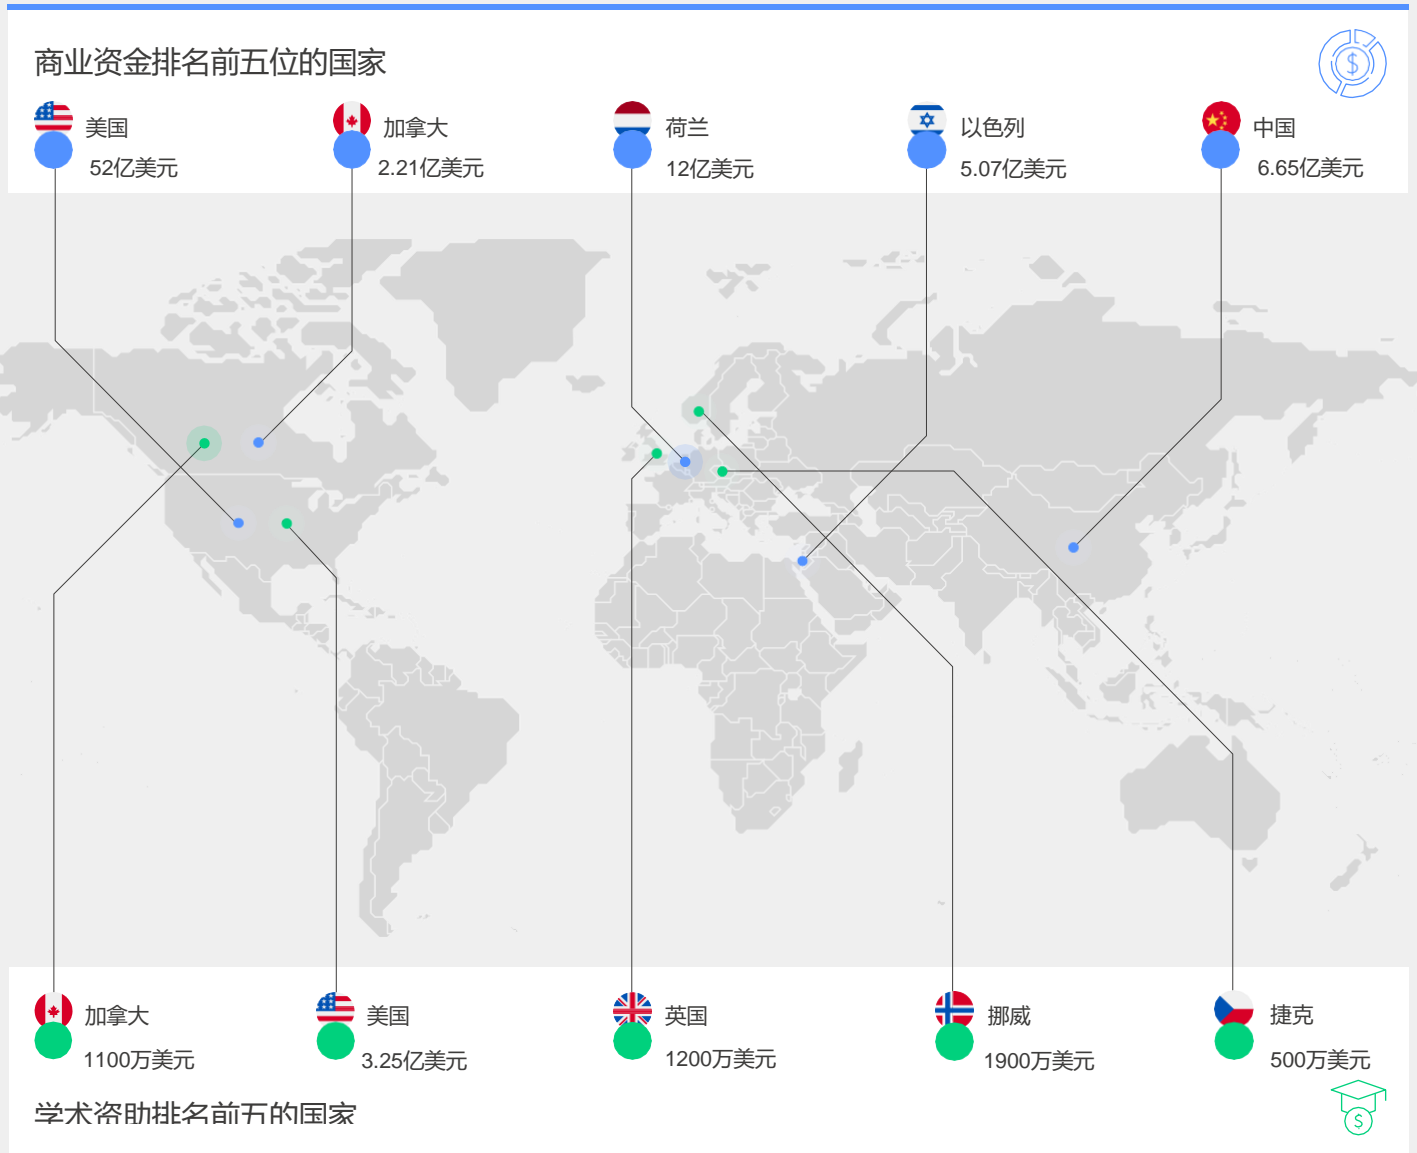 商业资金排名前五位的国家
$
美国
52亿美元
加拿大
2.21亿美元
荷兰
12亿美元
以色列
5.07亿美元
中国
6.65亿美元
加拿大
1100万美元
美国
3.25亿美元
英国
1200万美元
挪威
1900万美元
捷克
500万美元
学术资助排名前五的国家
$